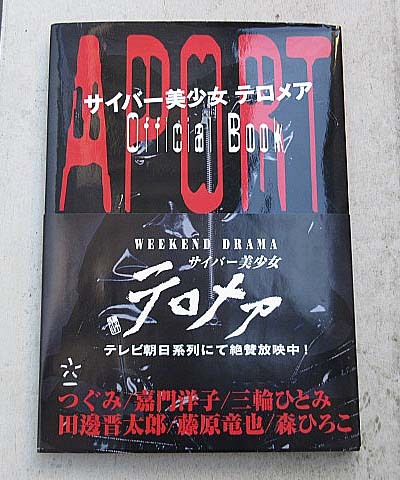 APORT
サイバー美少女 テロメア
Official Book
WEEKEND DRAMA
サイバー美少女
テロメア
テレビ朝日系列にて絶賛放映中!
つぐみ/嘉門洋子/三輪ひとみ
田邊晋太郎/藤原竜也/森ひろこ